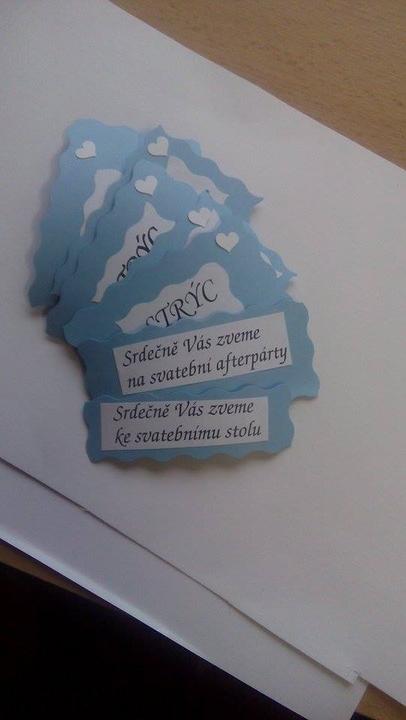 STRÝC
Srdečně Vás zveme
na svatební afterpárty
Srdečně Vás zveme
ke svatebnímu stolu